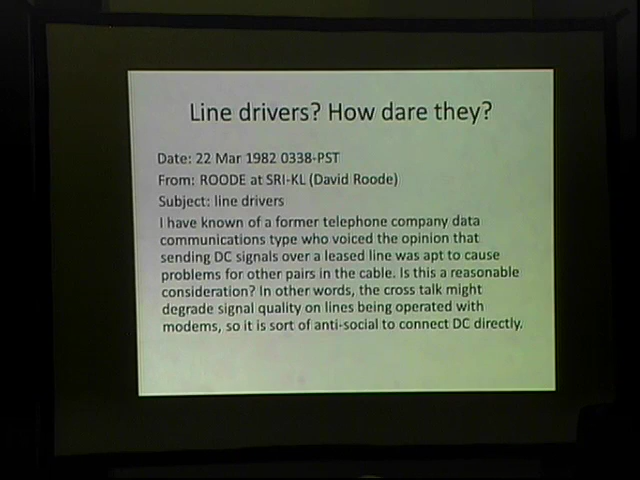 Line drivers? How dare they?
Date: 22 Mar 1982 0338-PST
From: ROODE at SRI-KL (David Roode)
Subject: line drivers
I have known of a former telephone company data
communications type who voiced the opinion that
sending DC signals over a leased line was apt to cause
problems for other pairs in the cable. Is this a reasonable
consideration? In other words, the cross talk might
degrade signal quality on lines being operated with
modems, so it is sort of anti-social to connect DC directly.